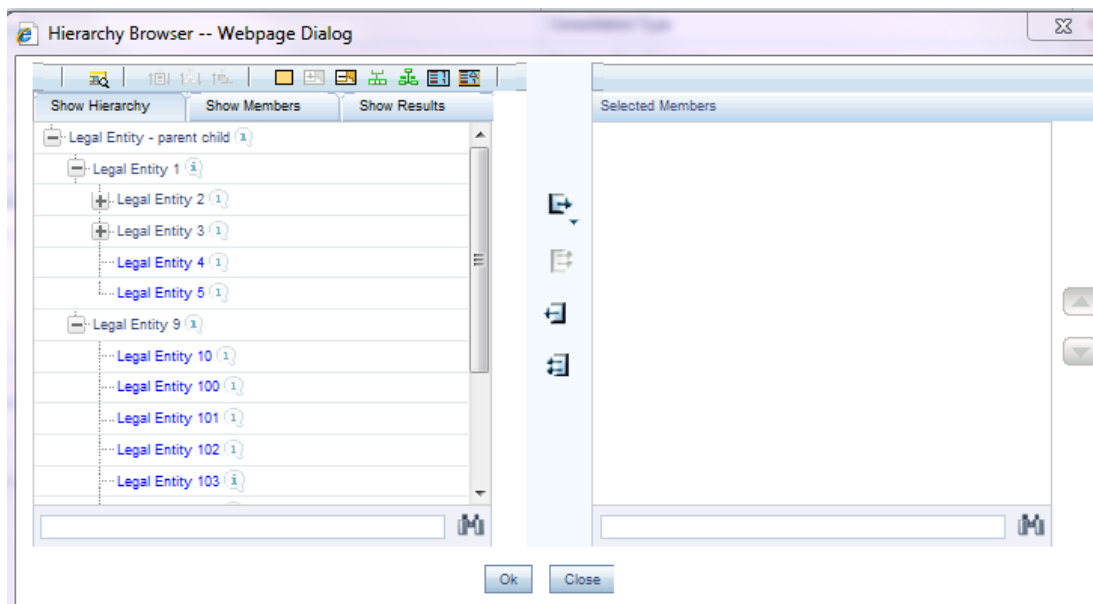 Hierarchy Browser -- Webpage Dialog
Show Hierarchy Show Members Show Results
Selected Members
Legal Entity - parent child
Legal Entity 1
Legal Entity 2
Legal Entity 3
Legal Entity 4
Legal Entity 5
Legal Entity 9
Legal Entity 10
Legal Entity 100
Legal Entity 101
Legal Entity 102
Legal Entity 103
Ok Close